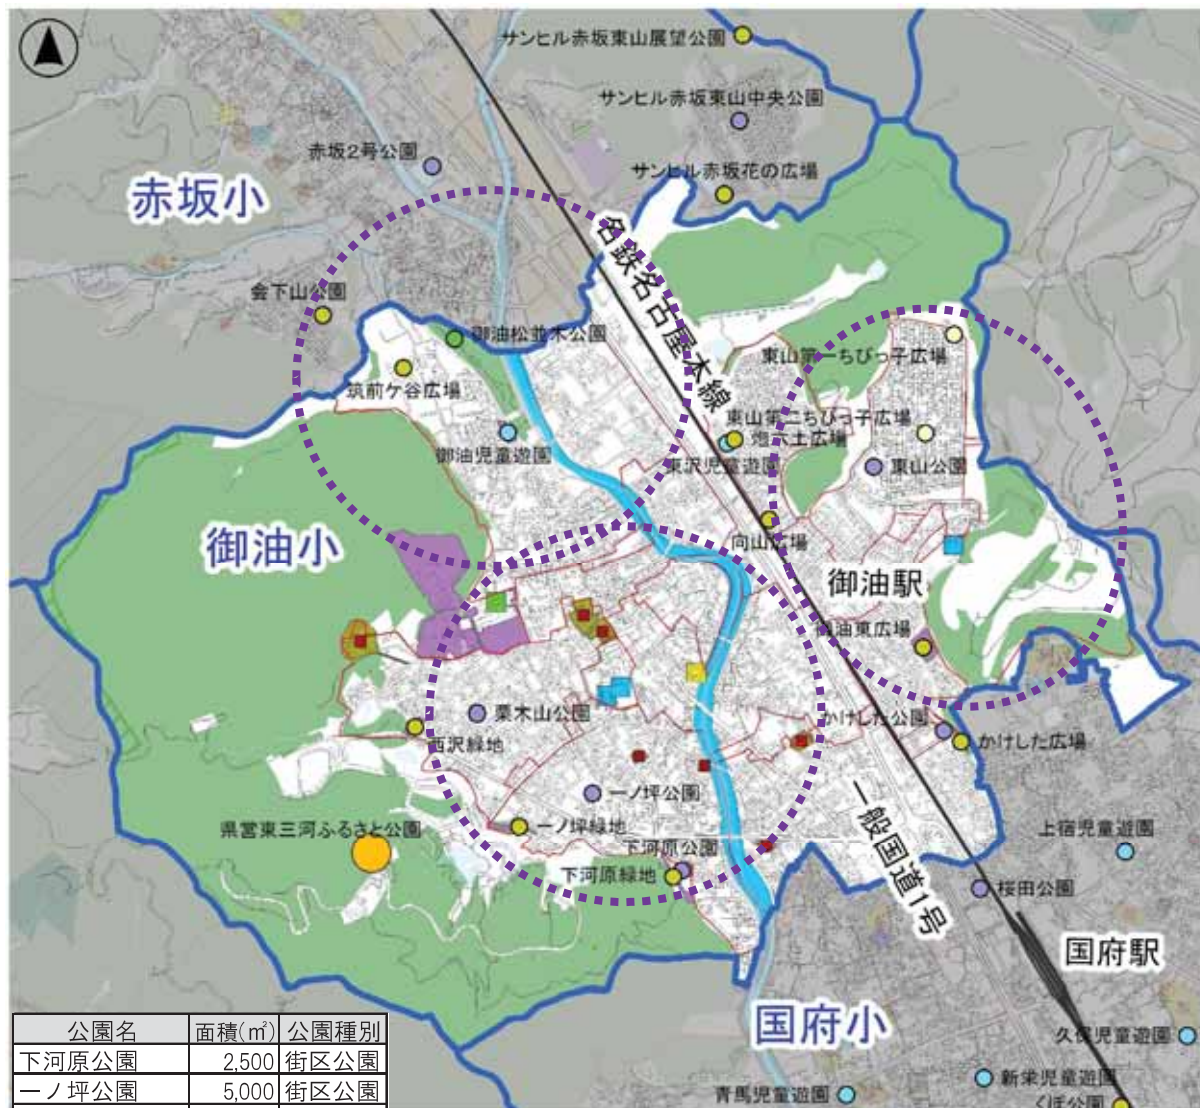 サンヒル赤坂東山展望公園
サンヒル赤坂東山中央公園
赤坂2号公園
サンヒル赤坂花の広場
赤坂小
名鉄名古屋本線
会下山公園
御油松並木公園
東山第一ちびっ子広場
筑前ケ谷広場
東山第二ちびっ子広場
御油児童遊園
東沢児童遊園
東山公園
御油小
向山広場
御油駅
御油東広場
栗木山公園
かけした公園
西沢緑地
かけした広場
一ノ坪公園
県営東三河ふるさと公園
一ノ坪緑地
下河原公園
一般国道1号
上宿児童遊園
下河原緑地
桜田公園
国府駅
国府小
久保児童遊園
新栄児童遊園
青馬児童遊園
くぼ公園
公園名 面積(㎡) 公園種別
下河原公園 2,500 街区公園
一ノ坪公園 5,000 街区公園